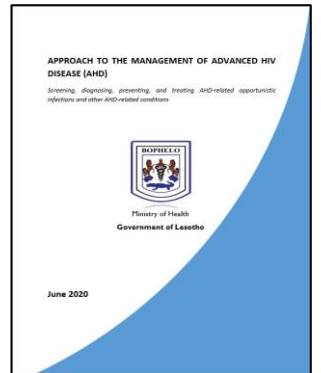 APPROACH TO THE MANAGEMENT OF ADVANCED HIV
DISEASE (AHD)
Screening, diagnosing, preventing, and treating AHD-related opportunistic
infections and other AHD-related conditions
BOPHELO
Ministry of Health
Government of Lesotho
June 2020